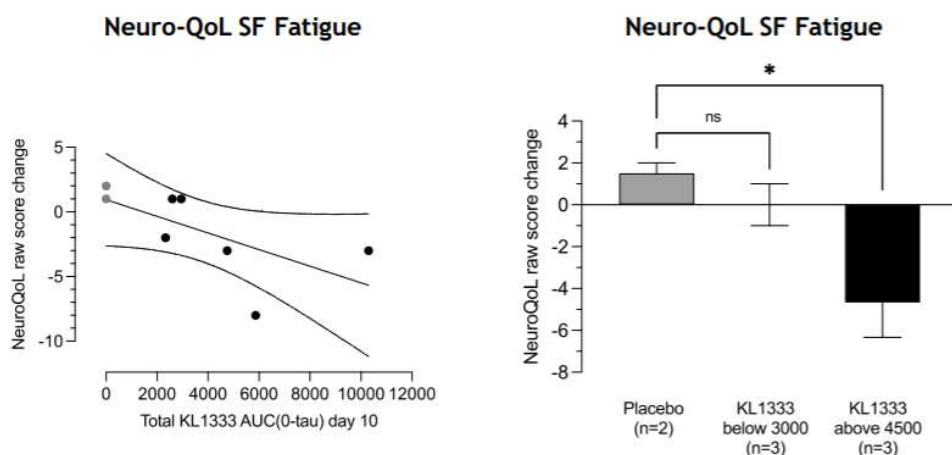 Neuro-QoL SF Fatigue
NeuroQoL raw score change
5
0
-5
-10
0 2000 4000 6000 8000 10000 12000
Total KL1333 AUC(0-tau) day 10
Neuro-QoL SF Fatigue
*
ns
NeuroQoL raw score change
4
2
0
-2
-4
-6
-8
Placebo KL1333 KL1333
(n=2) below 3000 above 4500
(n=3) (n=3)